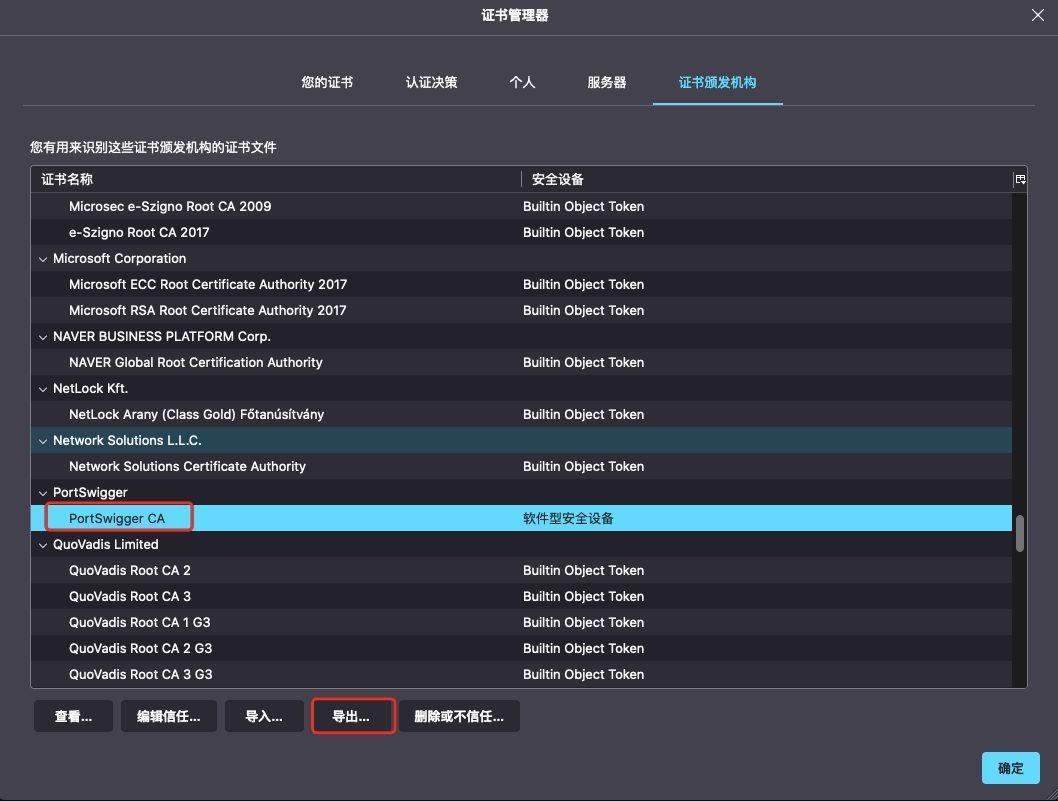 证书管理器
您的证书 认证决策 个人 服务器 证书颁发机构
您有用来识别这些证书颁发机构的证书文件
证书名称 安全设备
Microsec e-Szigno Root CA 2009 Builtin Object Token
e-Szigno Root CA 2017 Builtin Object Token
Microsoft Corporation
Microsoft ECC Root Certificate Authority 2017 Builtin Object Token
Microsoft RSA Root Certificate Authority 2017 Builtin Object Token
NAVER BUSINESS PLATFORM Corp.
NAVER Global Root Certification Authority Builtin Object Token
NetLock Kft.
NetLock Arany (Class Gold) Főtanúsítvány Builtin Object Token
Network Solutions L.L.C.
Network Solutions Certificate Authority Builtin Object Token
PortSwigger
PortSwigger CA 软件型安全设备
QuoVadis Limited
QuoVadis Root CA 2 Builtin Object Token
QuoVadis Root CA 3 Builtin Object Token
QuoVadis Root CA 1 G3 Builtin Object Token
QuoVadis Root CA 2 G3 Builtin Object Token
QuoVadis Root CA 3 G3 Builtin Object Token
查看... 编辑信任... 导入... 导出... 删除或不信任...
确定